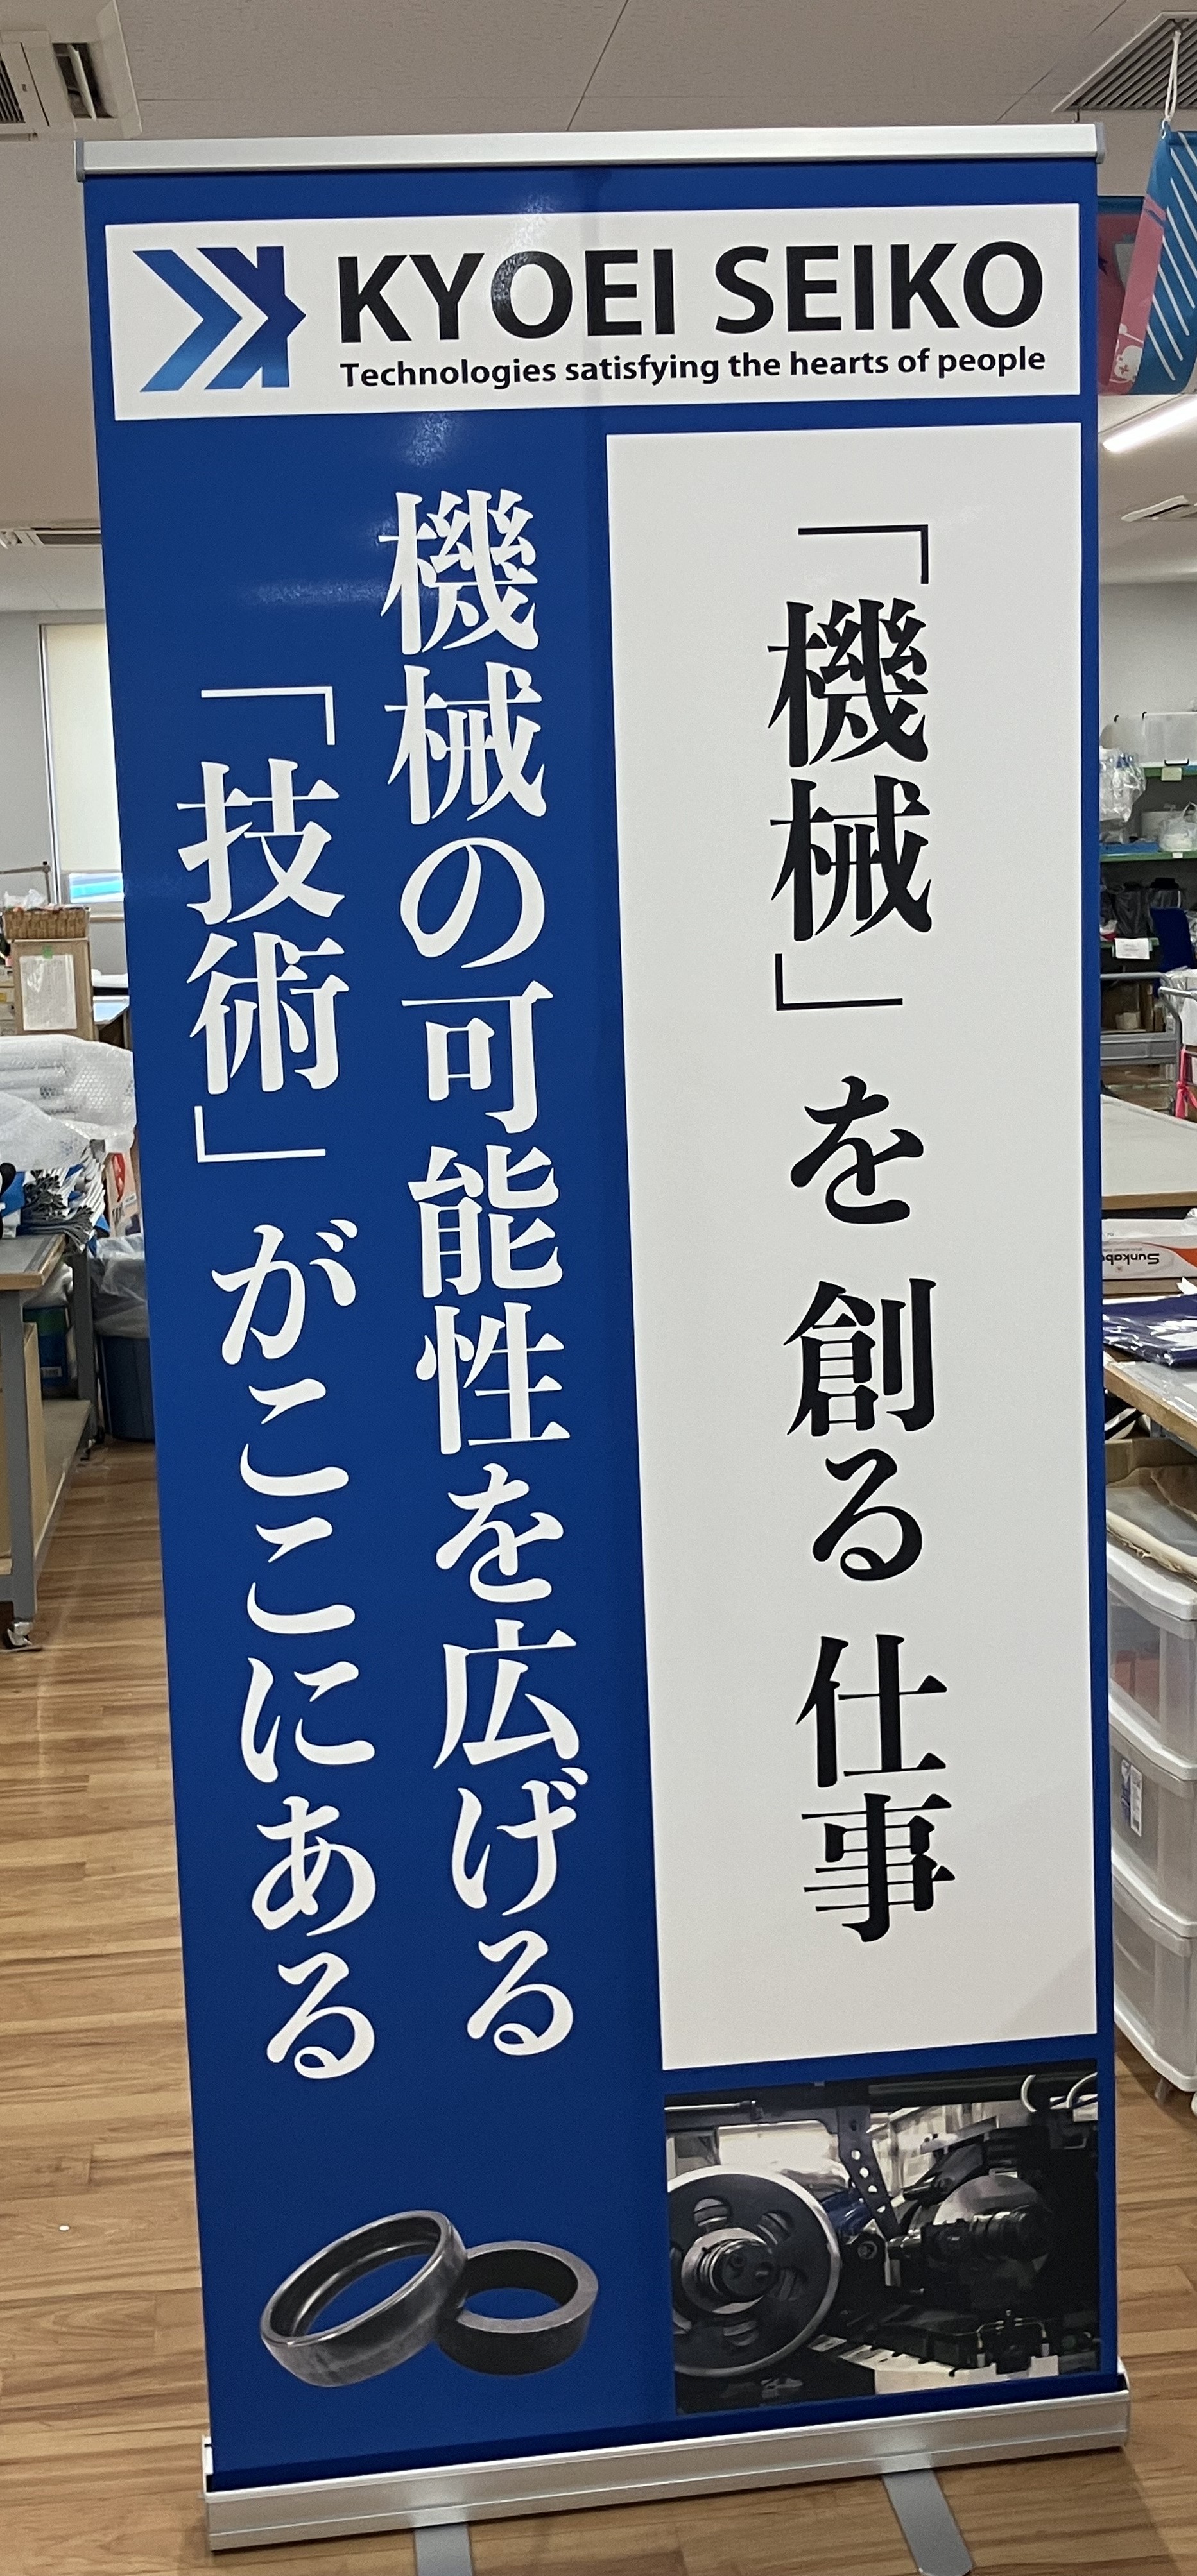 KYOEI SEIKO
Technologies satisfying the hearts of people
「機械」を 創る 仕事
機械の可能性を広げる
「技術」がここにある
Sunkabo